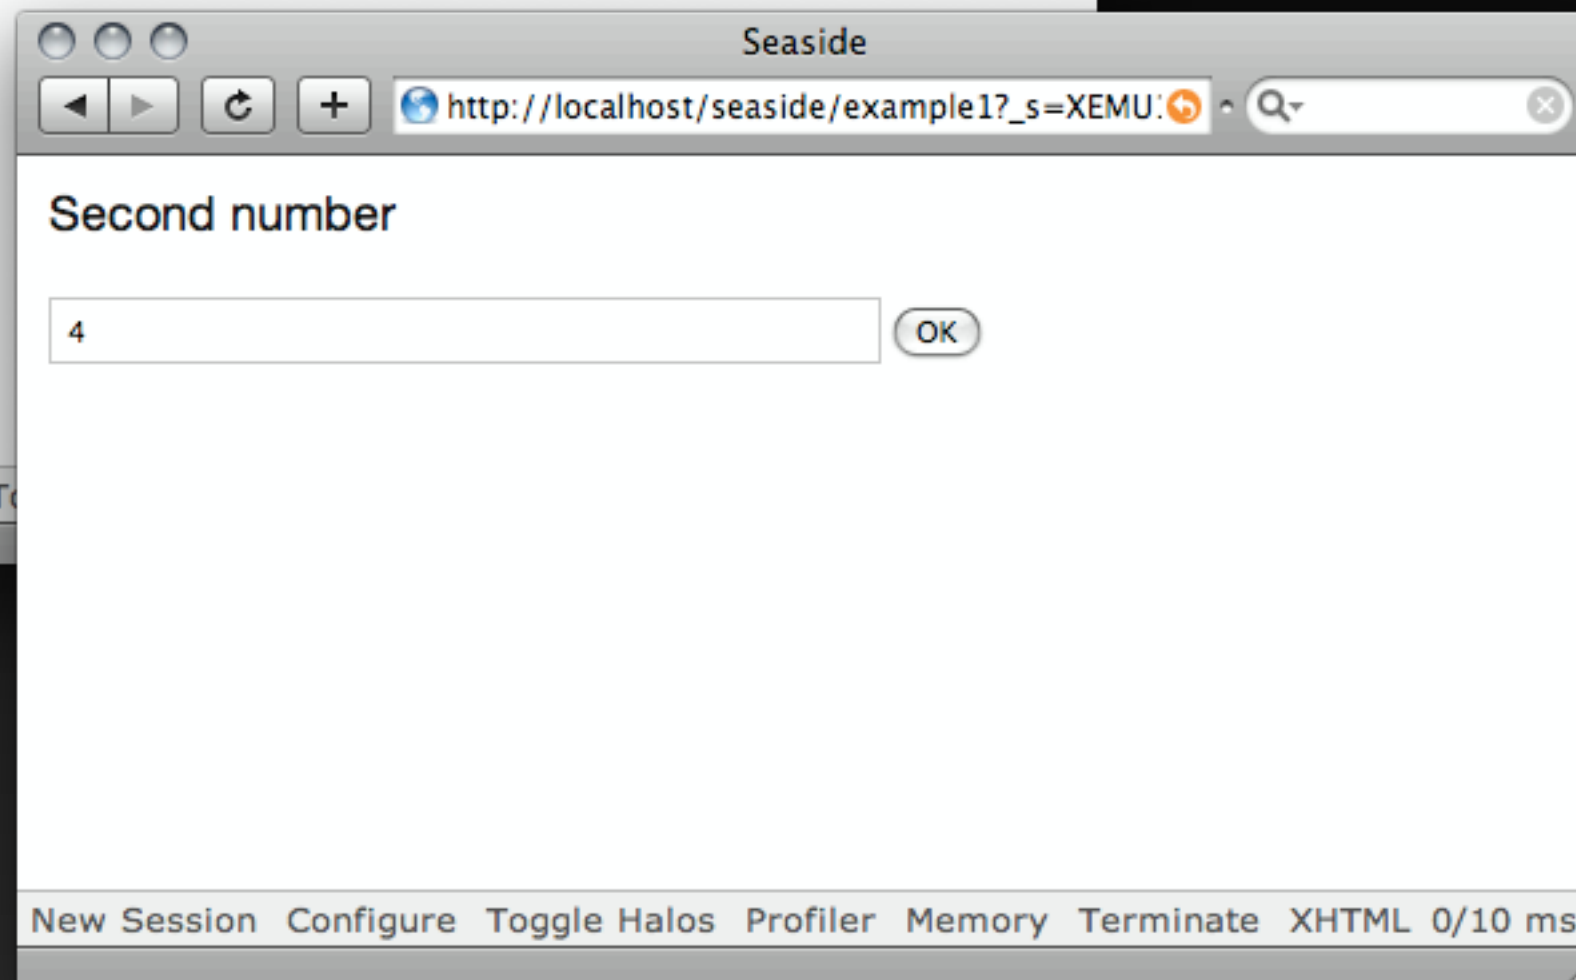 Seaside
http://localhost/seaside/example1?_s=XEMU
Second number
4
OK
New Session Configure Toggle Halos Profiler Memory Terminate XHTML 0/10 ms